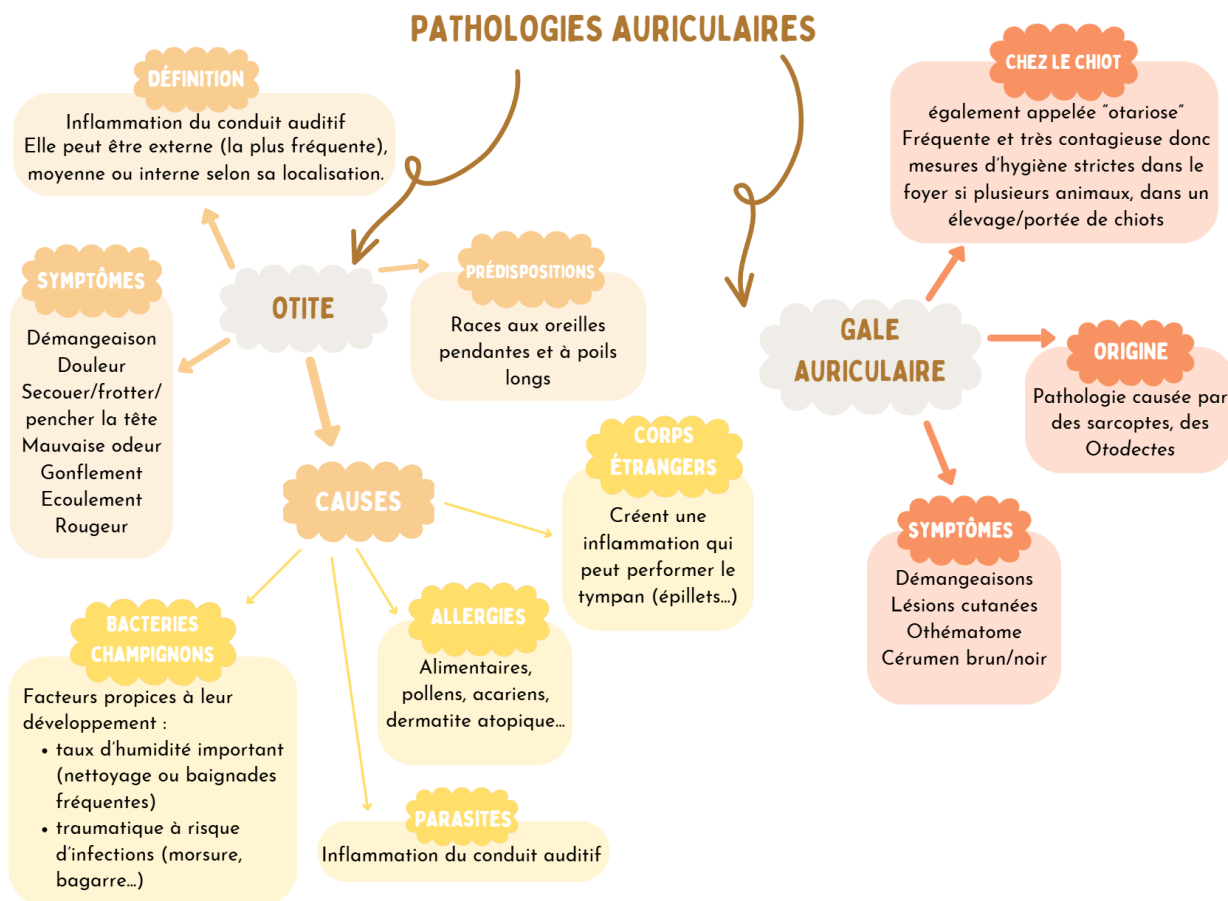 PATHOLOGIES AURICULAIRES
DÉFINITION
Inflammation du conduit auditif
Elle peut être externe (la plus fréquente),
moyenne ou interne selon sa localisation.
SYMPTÔMES
Démangeaison
Douleur
Secouer/frotter/
pencher la tête
Mauvaise odeur
Gonflement
Ecoulement
Rougeur
OTITE
PRÉDISPOSITIONS
Races aux oreilles
pendantes et à poils
longs
CAUSES
CORPS
ÉTRANGERS
Créent une
inflammation qui
peut performer le
tympan (épillets...)
BACTERIES
CHAMPIGNONS
Facteurs propices à leur
développement :
• taux d'humidité important
(nettoyage ou baignades
fréquentes)
• traumatique à risque
d'infections (morsure,
bagarre...)
ALLERGIES
Alimentaires,
pollens, acariens,
dermatite atopique...
PARASITES
Inflammation du conduit auditif
CHEZ LE CHIOT
également appelée “otariose”
Fréquente et très contagieuse donc
mesures d'hygiène strictes dans le
foyer si plusieurs animaux, dans un
élevage/portée de chiots
GALE
AURICULAIRE
ORIGINE
Pathologie causée par
des sarcoptes, des
Otodectes
SYMPTÔMES
Démangeaisons
Lésions cutanées
Othématome
Cérumen brun/noir